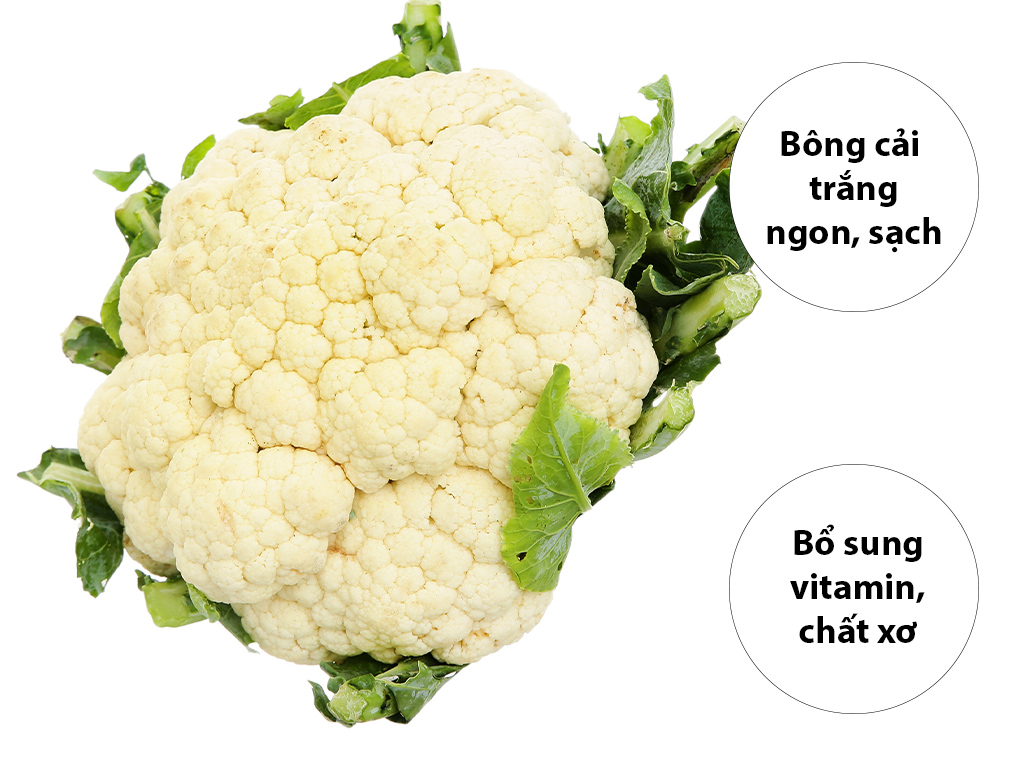 Bông cải
trắng
ngon, sạch
Bổ sung
vitamin,
chất xơ